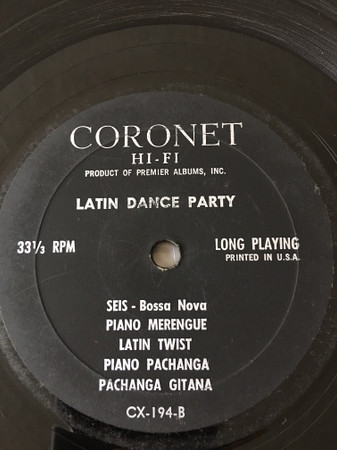 CORONET
HI-FI
PRODUCT OF PREMIER ALBUMS, INC.
LATIN DANCE PARTY
33⅓ RPM
LONG PLAYING
PRINTED IN U.S.A.
SEIS - Bossa Nova
PIANO MERENGUE
LATIN TWIST
PIANO PACHANGA
PACHANGA GITANA
CX-194-B